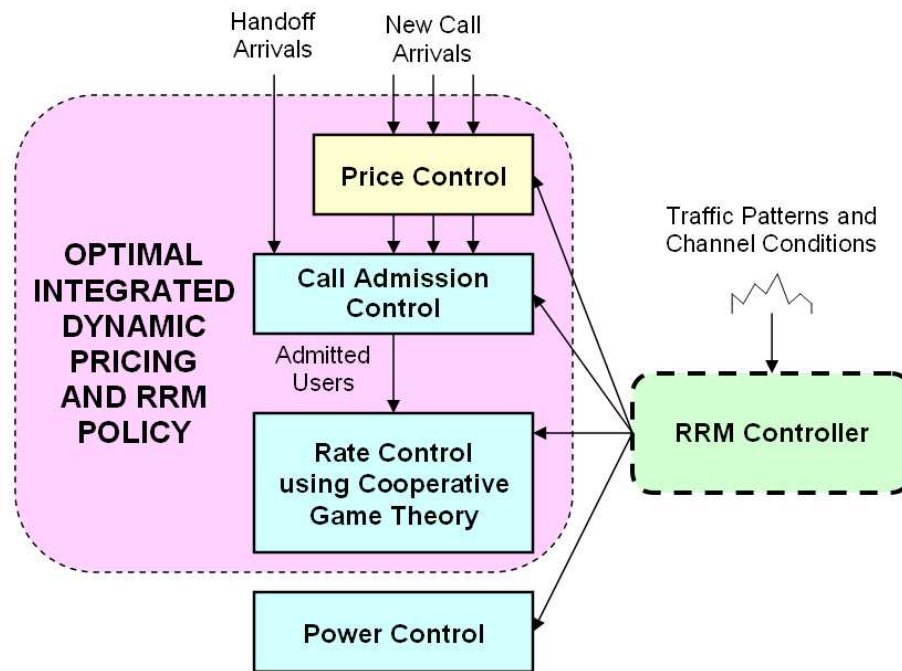 Handoff
Arrivals
New Call
Arrivals
Price Control
Traffic Patterns and
Channel Conditions
OPTIMAL
INTEGRATED
DYNAMIC
PRICING
AND RRM
POLICY
Call Admission
Control
Admitted
Users
RRM Controller
Rate Control
using Cooperative
Game Theory
Power Control